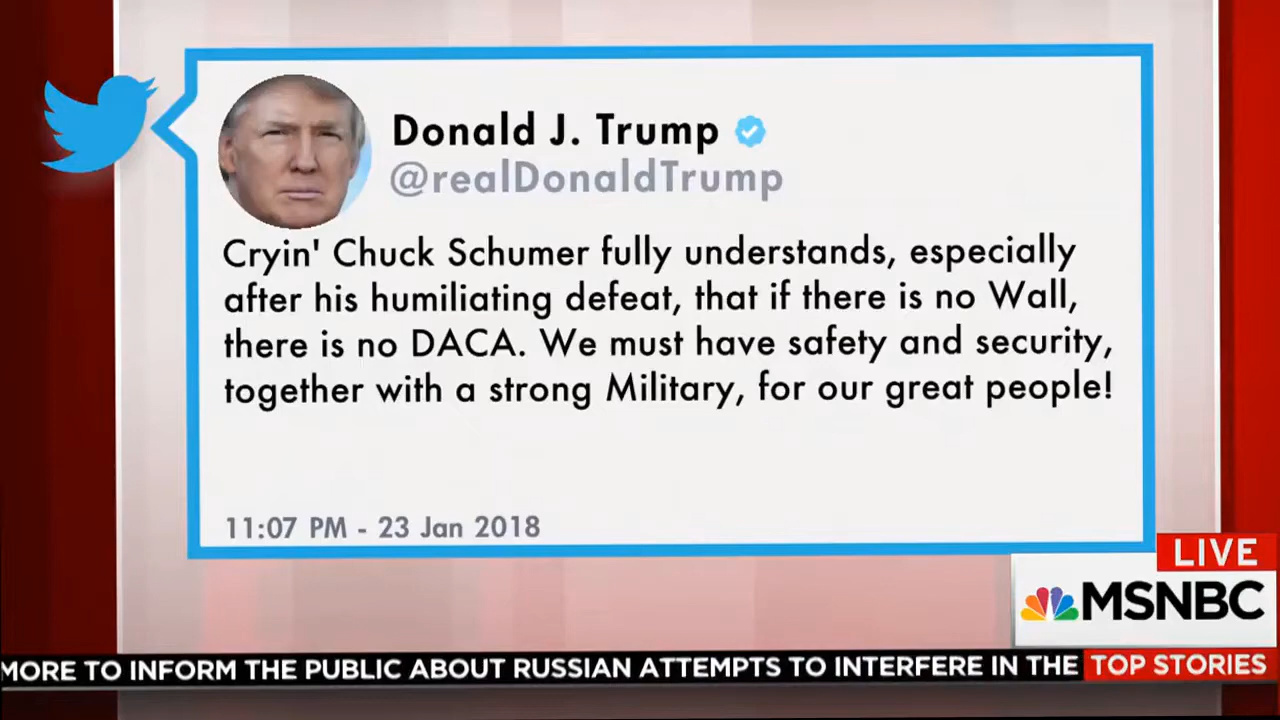 Donald J. Trump
@realDonaldTrump
Cryin' Chuck Schumer fully understands, especially
after his humiliating defeat, that if there is no Wall,
there is no DACA. We must have safety and security,
together with a strong Military, for our great people!
11:07 PM - 23 Jan 2018
LIVE
MSNBC
MORE TO INFORM THE PUBLIC ABOUT RUSSIAN ATTEMPTS TO INTERFERE IN THE
TOP STORIES